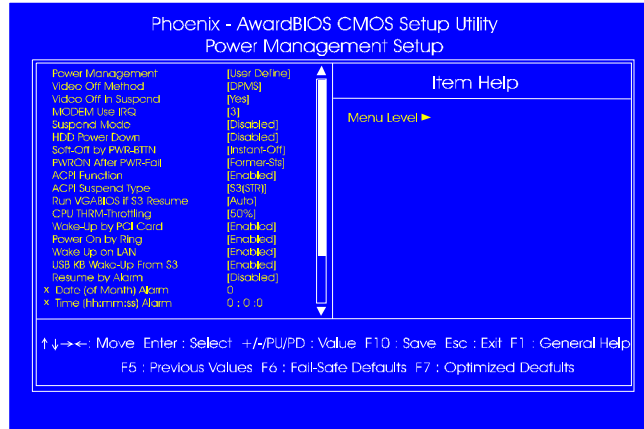 Phoenix - AwardBIOS CMOS Setup Utility
Power Management Setup
Power Management [User Define]
Video Off Method [DPMS]
Video Off In Suspend [Yes]
MODEM Use IRQ [3]
Suspend Mode [Disabled]
HDD Power Down [Disabled]
Soft-Off by PWR-BTTN [Instant-Off]
PWRON After PWR-Fail [Former-Sts]
ACPI Function [Enabled]
ACPI Suspend Type [S3(STR)]
Run VGABIOS if S3 Resume [Auto]
CPU THRM-Throttling [50%]
Wake-Up by PCI Card [Enabled]
Power On by Ring [Enabled]
Wake Up on LAN [Enabled]
USB KB Wake-Up From S3 [Enabled]
Resume by Alarm [Disabled]
x Date (of Month) Alarm 0
x Time (hh:mm:ss) Alarm 0 : 0 :0
Item Help
Menu Level ►
↑↓→←: Move Enter : Select +/-/PU/PD : Value F10 : Save Esc : Exit F1 : General Help
F5 : Previous Values F6 : Fail-Safe Defaults F7 : Optimized Deafults